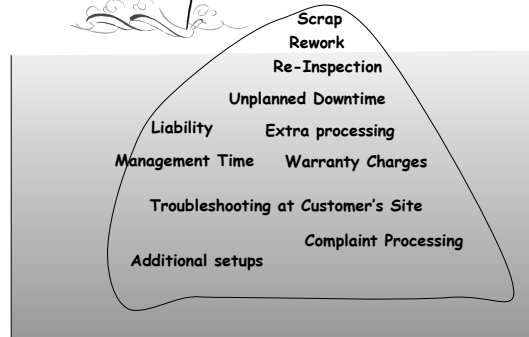 Scrap
Rework
Re-Inspection
Unplanned Downtime
Liability
Extra processing
Management Time
Warranty Charges
Troubleshooting at Customer's Site
Complaint Processing
Additional setups